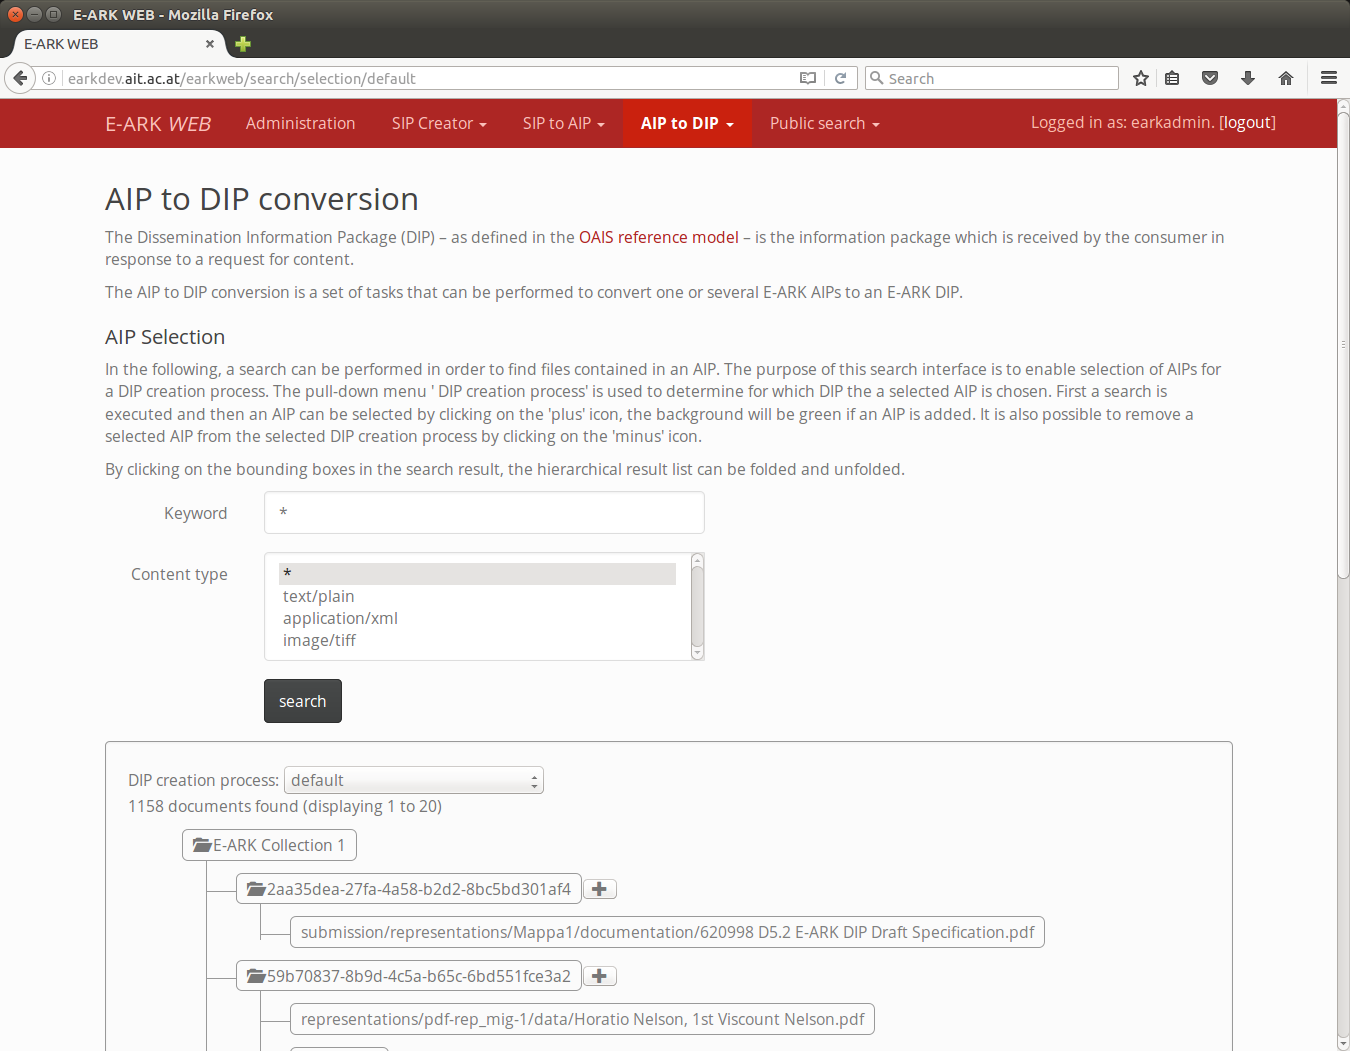 E-ARK WEB - Mozilla Firefox
E-ARK WEB
earkdev.ait.ac.at/earkweb/search/selection/default
Search
E-ARK WEB Administration SIP Creator SIP to AIP AIP to DIP Public search Logged in as: earkadmin. [logout]
AIP to DIP conversion
The Dissemination Information Package (DIP) – as defined in the OAIS reference model – is the information package which is received by the consumer in
response to a request for content.
The AIP to DIP conversion is a set of tasks that can be performed to convert one or several E-ARK AIPs to an E-ARK DIP.
AIP Selection
In the following, a search can be performed in order to find files contained in an AIP. The purpose of this search interface is to enable selection of AIPs for
a DIP creation process. The pull-down menu ' DIP creation process' is used to determine for which DIP the a selected AIP is chosen. First a search is
executed and then an AIP can be selected by clicking on the 'plus' icon, the background will be green if an AIP is added. It is also possible to remove a
selected AIP from the selected DIP creation process by clicking on the 'minus' icon.
By clicking on the bounding boxes in the search result, the hierarchical result list can be folded and unfolded.
Keyword *
Content type *
text/plain
application/xml
image/tiff
search
DIP creation process: default
1158 documents found (displaying 1 to 20)
E-ARK Collection 1
2aa35dea-27fa-4a58-b2d2-8bc5bd301af4
submission/representations/Mappa1/documentation/620998 D5.2 E-ARK DIP Draft Specification.pdf
59b70837-8b9d-4c5a-b65c-6bd551fce3a2
representations/pdf-rep_mig-1/data/Horatio Nelson, 1st Viscount Nelson.pdf